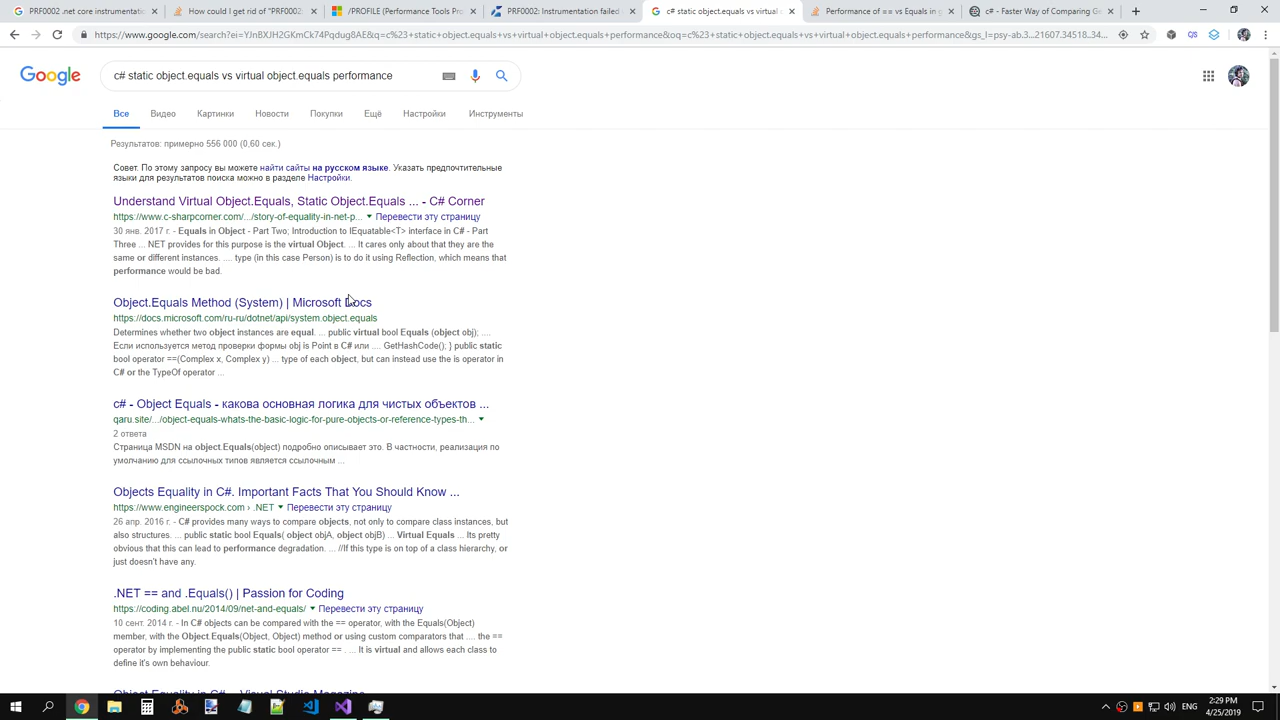 PRF0002 .net core instrumentati
How could I get rid of "PRF0002.
/PROFILE (Performance Tools Pro
PRF0002: Instrumentation failed
c# static object.equals vs virtual o
Performance of == vs Equals in g
c# - Faster Way of Comparing Ge
https://www.google.com/search?ei=YJnBXJH2GKmCk74Pqdug8AE&q=c%23+static+object.equals+vs+virtual+object.equals+performance&oq=c%23+static+object.equals+vs+virtual+object.equals+performance&gs_l=psy-ab.3...21607.34518..34...
Google
c# static object.equals vs virtual object.equals performance
Все Видео Картинки Новости Покупки Ещё Настройки Инструменты
Результатов: примерно 556 000 (0,60 сек.)
Совет. По этому запросу вы можете найти сайты на русском языке. Указать предпочтительные
языки для результатов поиска можно в разделе Настройки.
Understand Virtual Object.Equals, Static Object.Equals ... - C# Corner
https://www.c-sharpcorner.com/.../story-of-equality-in-net-p... Перевести эту страницу
30 янв. 2017 г. - Equals in Object - Part Two; Introduction to IEquatable<T> interface in C# - Part
Three ... NET provides for this purpose is the virtual Object. ... It cares only about that they are the
same or different instances. .... type (in this case Person) is to do it using Reflection, which means that
performance would be bad.
Object.Equals Method (System) | Microsoft Docs
https://docs.microsoft.com/ru-ru/dotnet/api/system.object.equals
Determines whether two object instances are equal. ... public virtual bool Equals (object obj); ....
Если используется метод проверки формы obj is Point в C# или .... GetHashCode(); } public static
bool operator ==(Complex x, Complex y) ... type of each object, but can instead use the is operator in
C# or the TypeOf operator ...
c# - Object Equals - какова основная логика для чистых объектов ...
qaru.site/.../object-equals-whats-the-basic-logic-for-pure-objects-or-reference-types-th...
2 ответа
Страница MSDN на object.Equals(object) подробно описывает это. В частности, реализация по
умолчанию для ссылочных типов является ссылочным ...
Objects Equality in C#. Important Facts That You Should Know ...
https://www.engineerspock.com › .NET Перевести эту страницу
26 апр. 2016 г. - C# provides many ways to compare objects, not only to compare class instances, but
also structures. ... public static bool Equals( object objA, object objB) ... Virtual Equals ... Its pretty
obvious that this can lead to performance degradation. ... //If this type is on top of a class hierarchy, or
just doesn't have any.
.NET == and .Equals() | Passion for Coding
https://coding.abel.nu/2014/09/net-and-equals/ Перевести эту страницу
10 сент. 2014 г. - In C# objects can be compared with the == operator, with the Equals(Object)
member, with the Object.Equals(Object, Object) method or using custom comparators that .... the ==
operator by implementing the public static bool operator == . ... It is virtual and allows each class to
define it's own behaviour.
Object Equality in C# -- Visual Studio Magazine
ENG
2:29 PM
4/25/2019